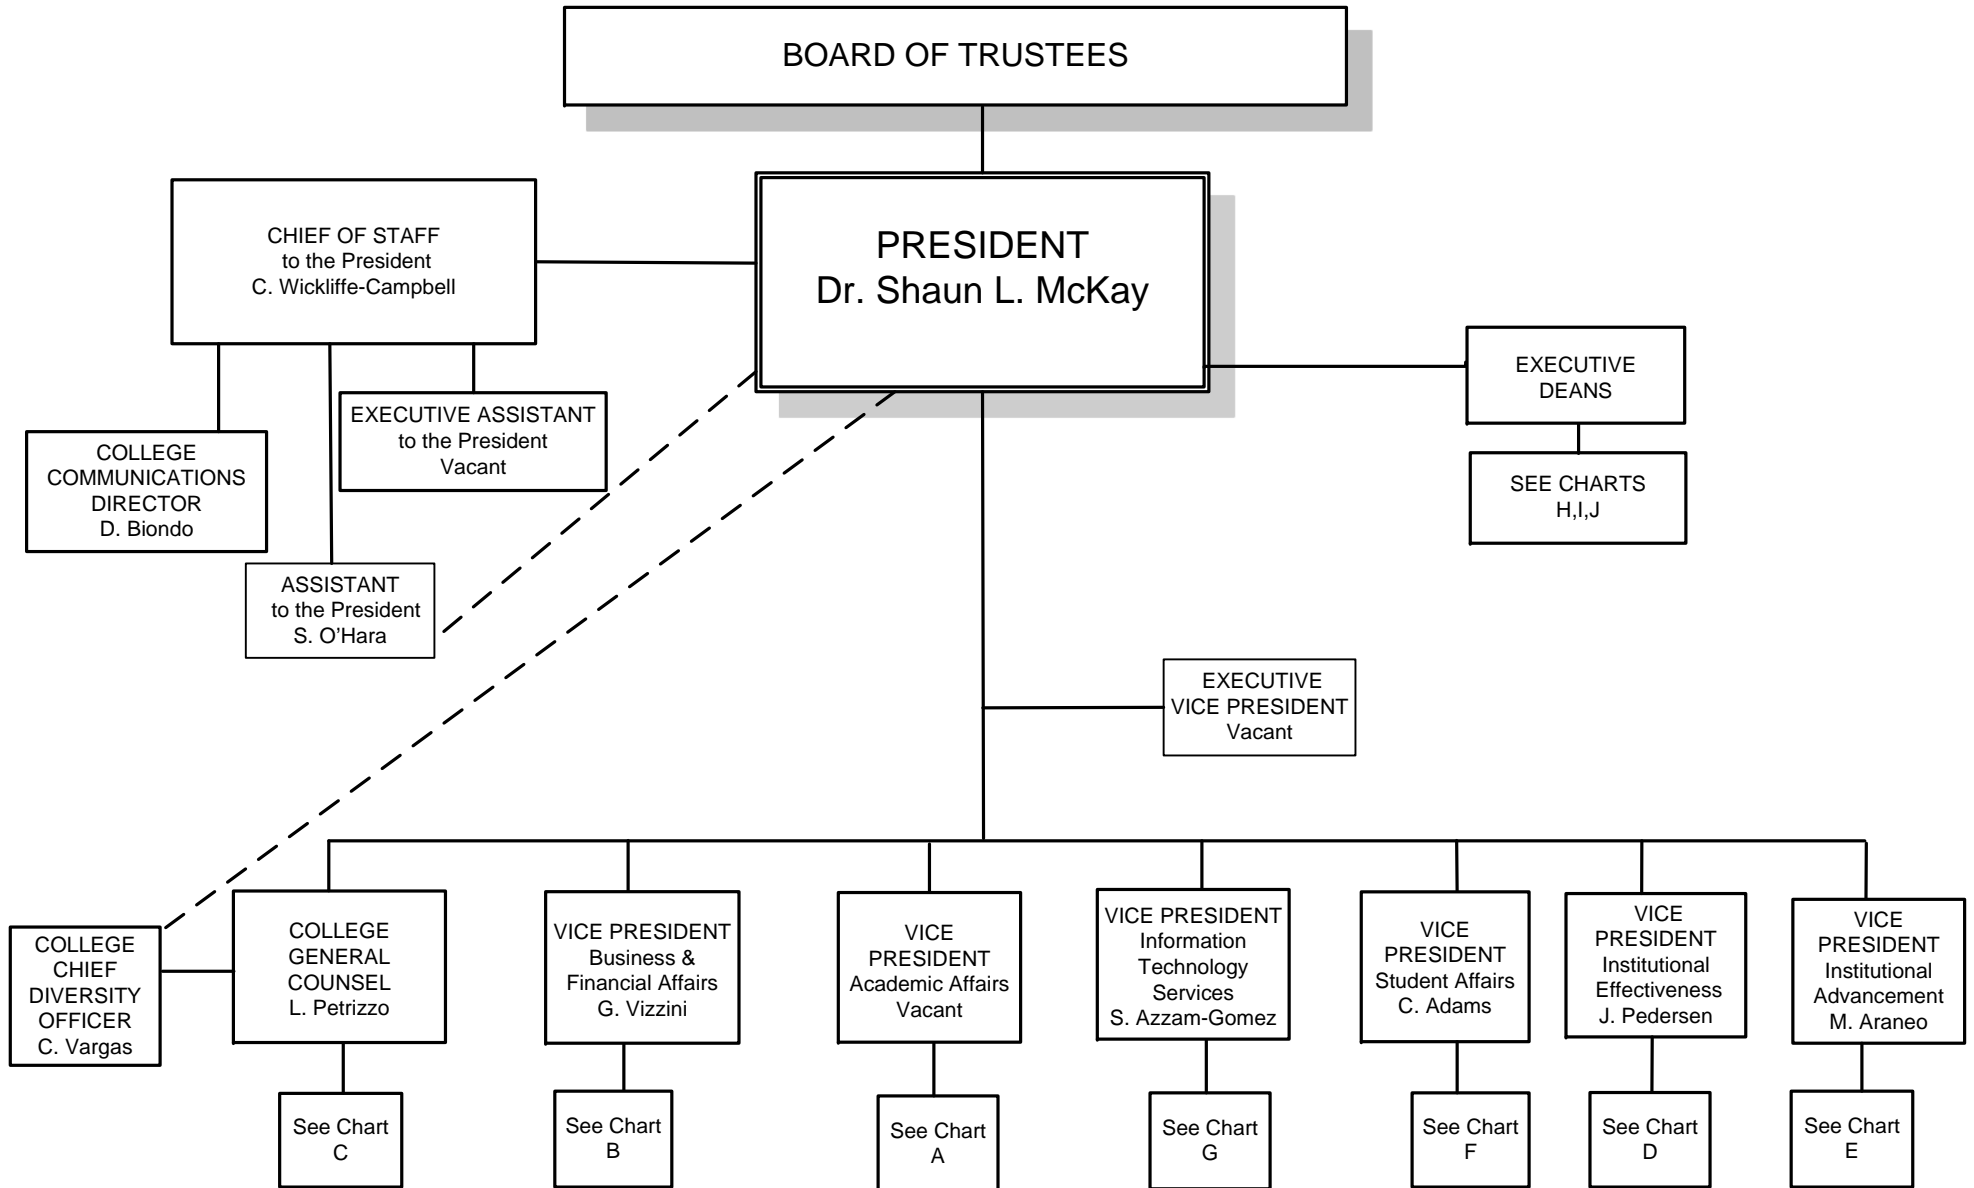 BOARD OF TRUSTEES
PRESIDENT
Dr. Shaun L. McKay
CHIEF OF STAFF
to the President
C. Wickliffe-Campbell
EXECUTIVE
DEANS
EXECUTIVE ASSISTANT
to the President
Vacant
COLLEGE
COMMUNICATIONS
DIRECTOR
D. Biondo
SEE CHARTS
H,I,J
ASSISTANT
to the President
S. O’Hara
EXECUTIVE
VICE PRESIDENT
Vacant
COLLEGE
CHIEF
DIVERSITY
OFFICER
C. Vargas
COLLEGE
GENERAL
COUNSEL
L. Petrizzo
VICE PRESIDENT
Business &
Financial Affairs
G. Vizzini
VICE
PRESIDENT
Academic Affairs
Vacant
VICE PRESIDENT
Information
Technology
Services
S. Azzam-Gomez
VICE
PRESIDENT
Student Affairs
C. Adams
VICE
PRESIDENT
Institutional
Effectiveness
J. Pedersen
VICE
PRESIDENT
Institutional
Advancement
M. Araneo
See Chart
C
See Chart
B
See Chart
A
See Chart
G
See Chart
F
See Chart
D
See Chart
E